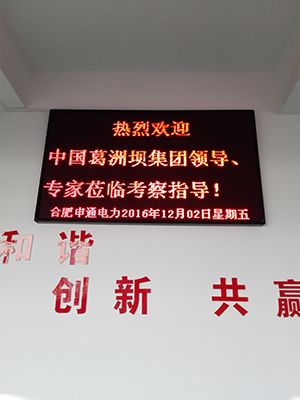 热烈欢迎
中国葛洲坝集团领导、
专家莅临考察指导！
合肥申通电力2016年12月02日星期五
和谐
创新 共赢